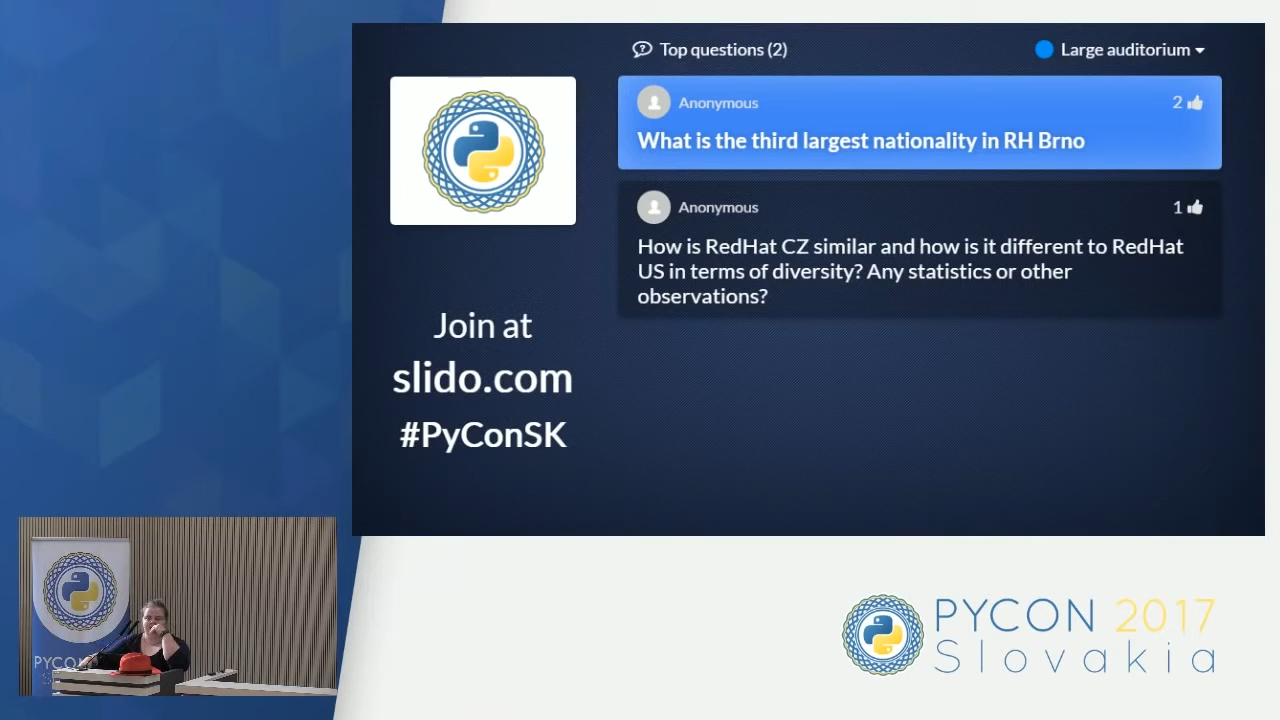 Top questions (2)
Large auditorium
Anonymous
2
What is the third largest nationality in RH Brno
Anonymous
1
How is RedHat CZ similar and how is it different to RedHat
US in terms of diversity? Any statistics or other
observations?
Join at
slido.com
#PyConSK
PYCON 2017
Slovakia
PYCON